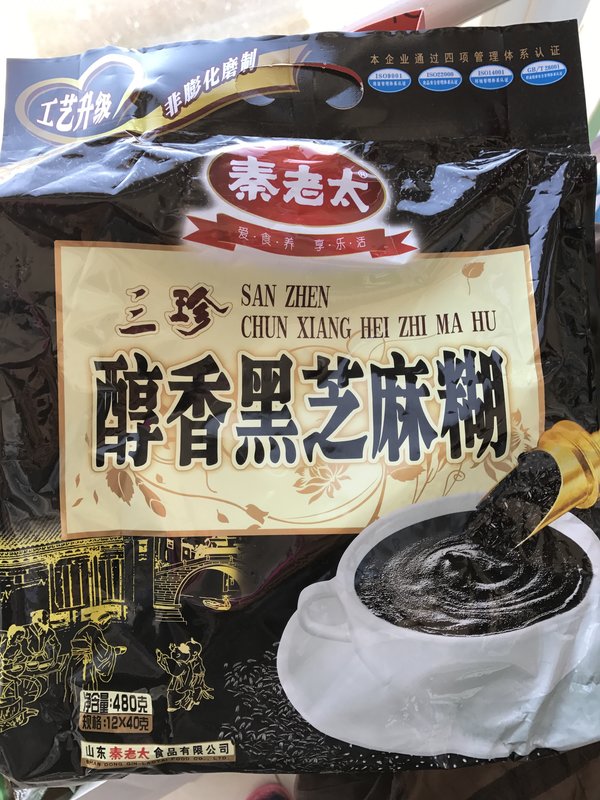 本企业通过四项管理体系认证
工艺升级
非膨化磨制
ISO9001
ISO22000
ISO14001
GB/T 28001
秦老太®
爱·食·养 享·乐·活
三珍
SAN ZHEN
CHUN XIANG HEI ZHI MA HU
醇香黑芝麻糊
净含量:480克
规格:12×40克
山东秦老太食品有限公司